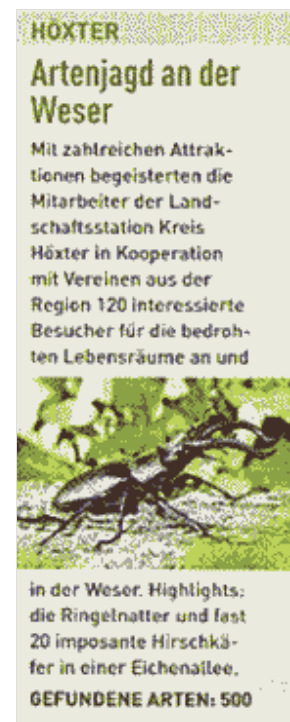 HÖXTER
Artenjagd an der
Weser
Mit zahlreichen Attrak-
tionen begeisterten die
Mitarbeiter der Land-
schaftsstation Kreis
Höxter in Kooperation
mit Vereinen aus der
Region 120 interessierte
Besucher für die bedroh-
ten Lebensräume an und
in der Weser. Highlights:
die Ringelnatter und fast
20 imposante Hirschkä-
fer in einer Eichenallee.
GEFUNDENE ARTEN: 500